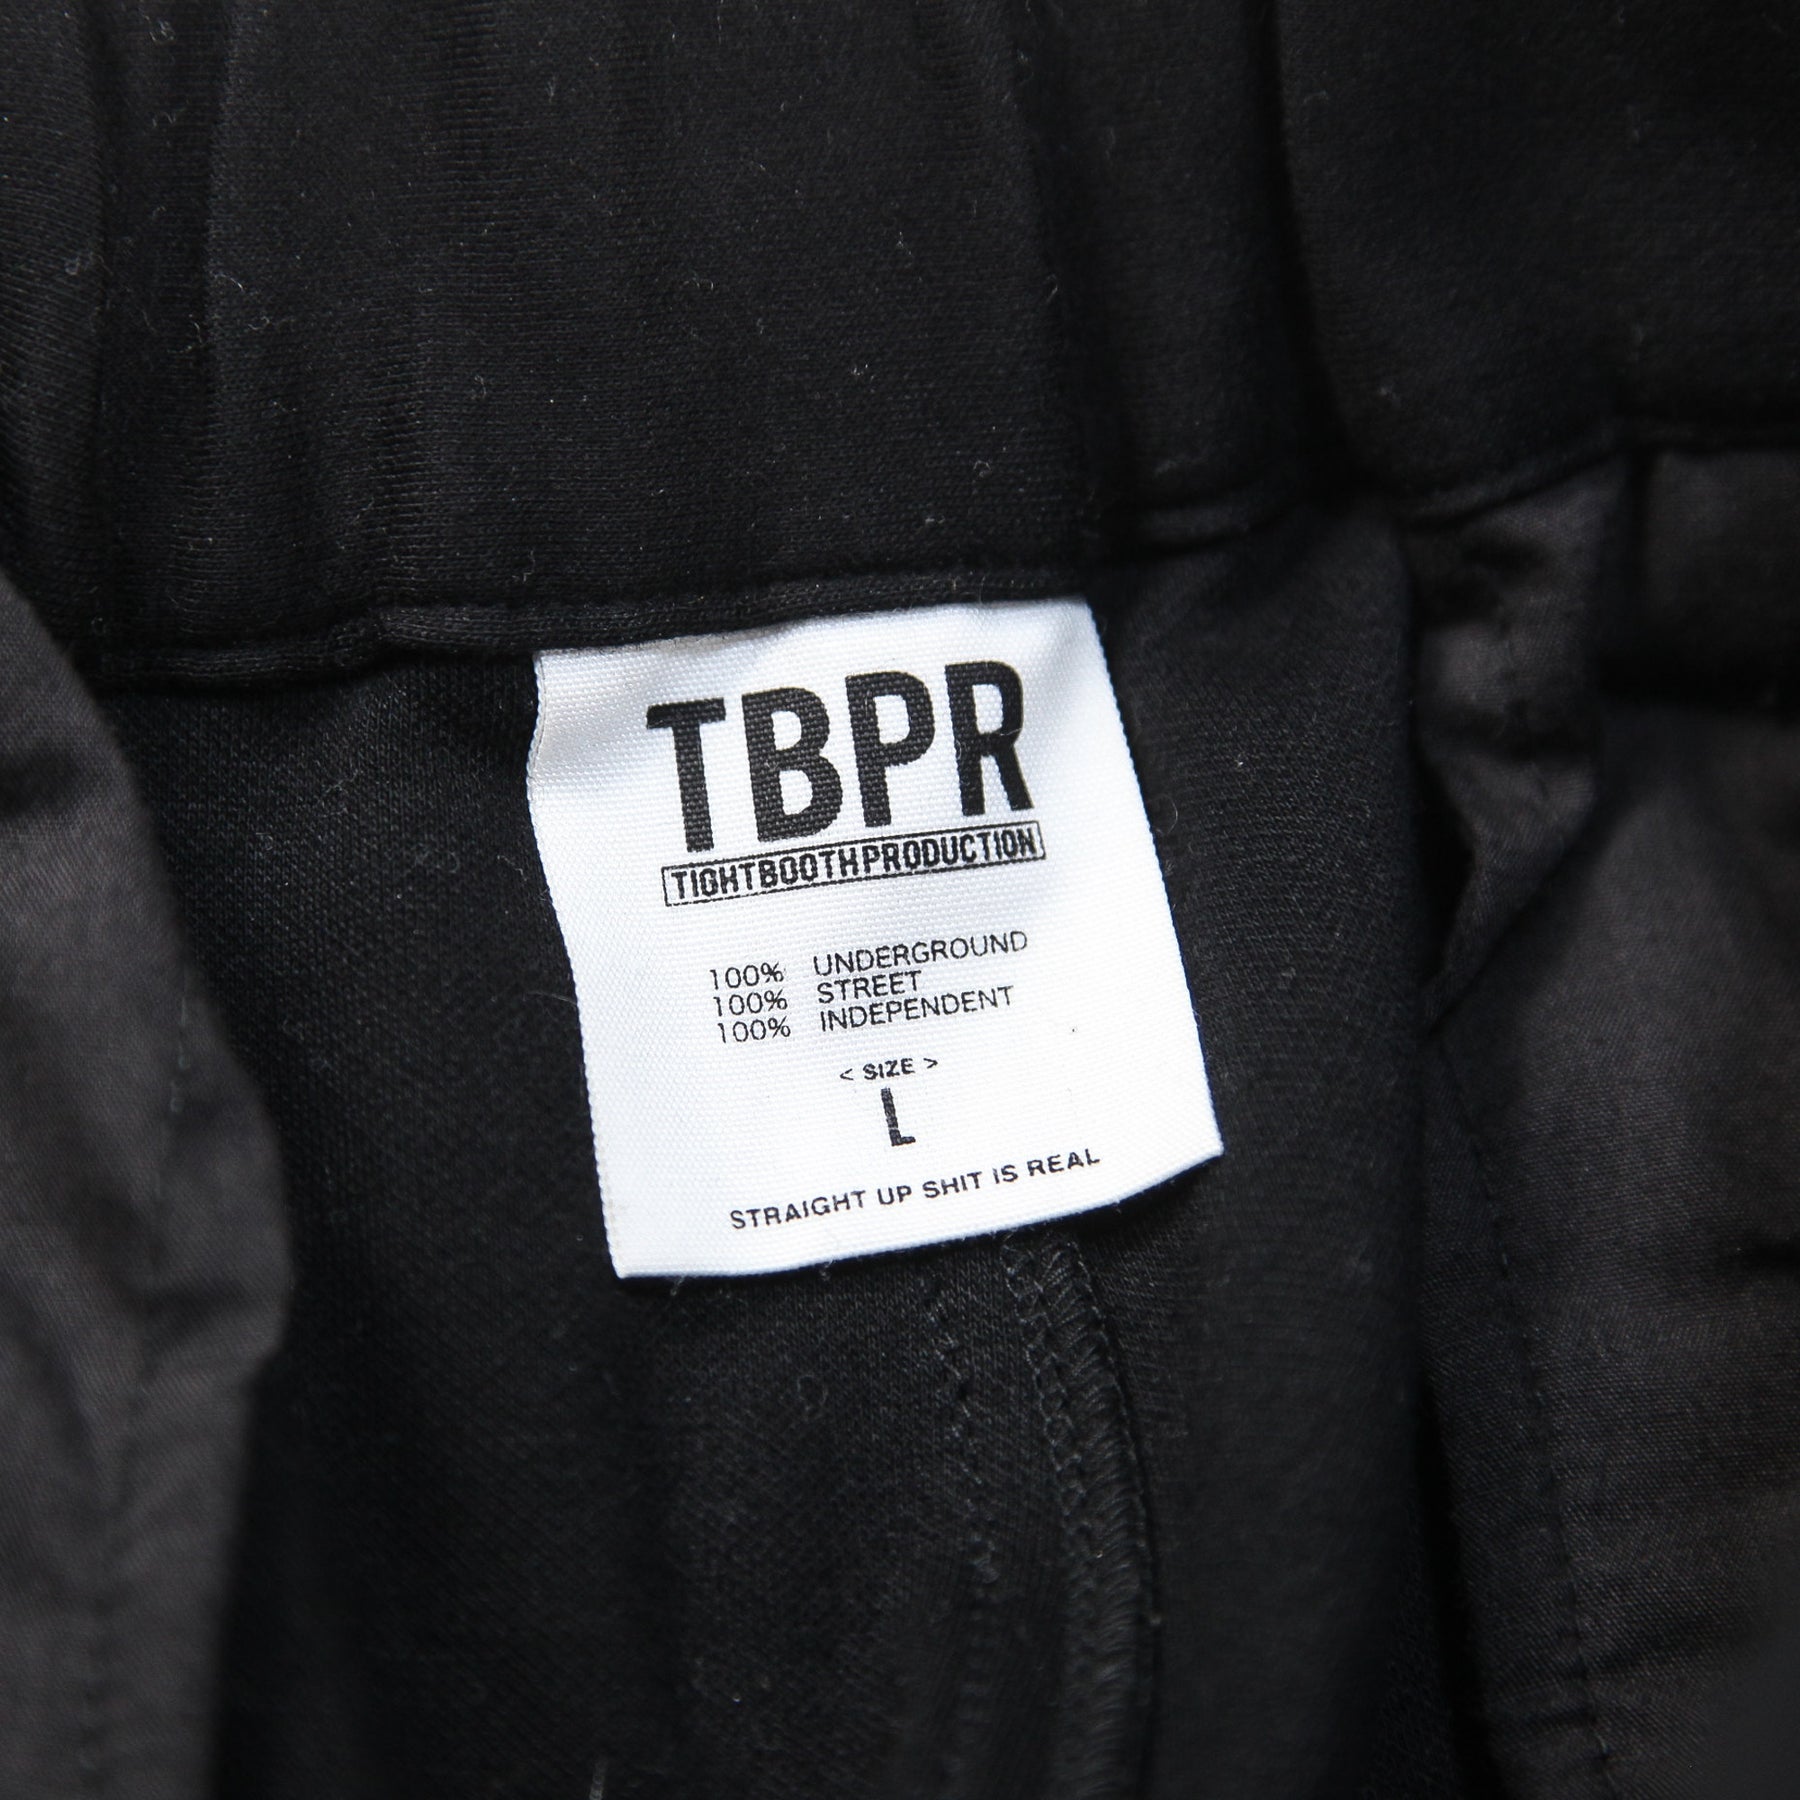 TBPR
TIGHTBOOTHPRODUCTION
100% UNDERGROUND
100% STREET
100% INDEPENDENT
< SIZE >
L
STRAIGHT UP SHIT IS REAL